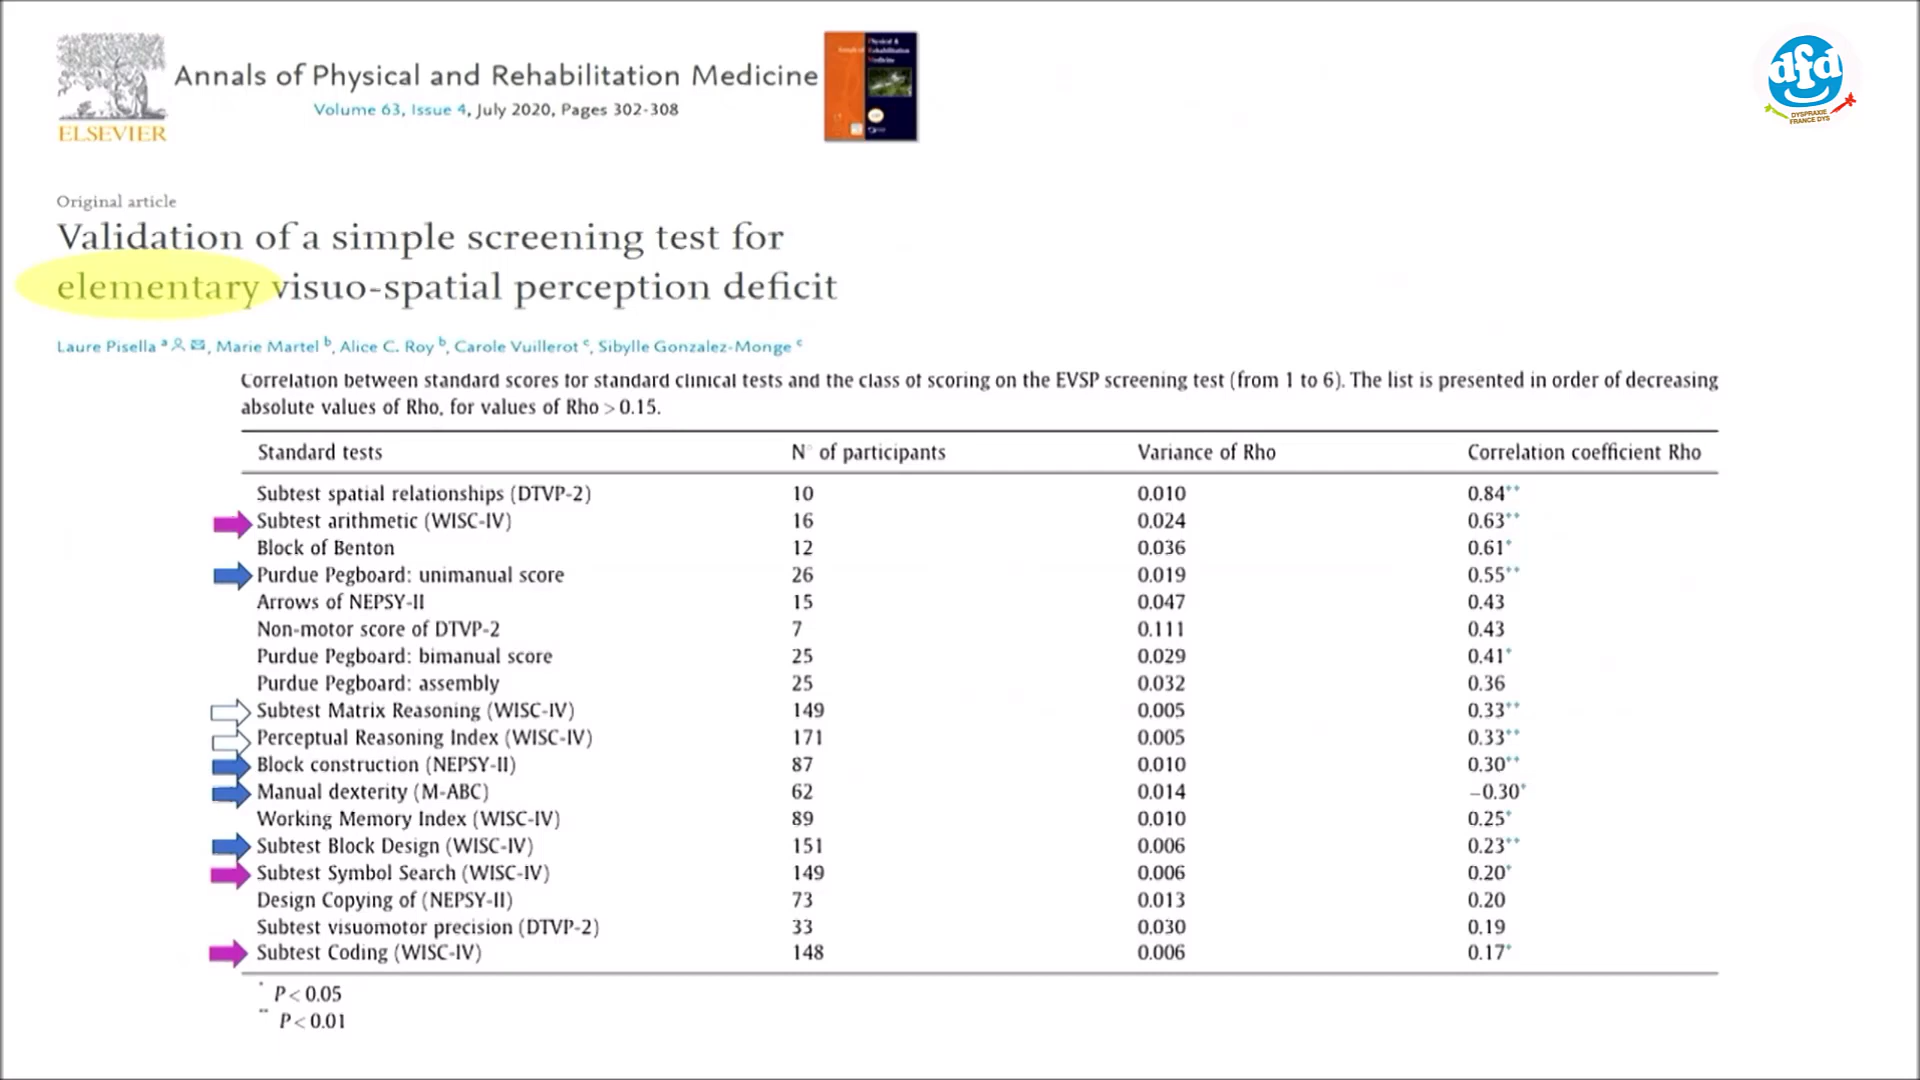 ELSEVIER
Annals of Physical and Rehabilitation Medicine
Volume 63, Issue 4, July 2020, Pages 302-308
dfd
DYSPRAXIE
FRANCE DYS
Original article
Validation of a simple screening test for
elementary visuo-spatial perception deficit
Laure Pisella a, Marie Martel b, Alice C. Roy b, Carole Vuillerot c, Sibylle Gonzalez-Monge c
Correlation between standard scores for standard clinical tests and the class of scoring on the EVSP screening test (from 1 to 6). The list is presented in order of decreasing
absolute values of Rho, for values of Rho > 0.15.
Standard tests N° of participants Variance of Rho Correlation coefficient Rho
Subtest spatial relationships (DTVP-2) 10 0.010 0.84**
Subtest arithmetic (WISC-IV) 16 0.024 0.63**
Block of Benton 12 0.036 0.61*
Purdue Pegboard: unimanual score 26 0.019 0.55**
Arrows of NEPSY-II 15 0.047 0.43
Non-motor score of DTVP-2 7 0.111 0.43
Purdue Pegboard: bimanual score 25 0.029 0.41*
Purdue Pegboard: assembly 25 0.032 0.36
Subtest Matrix Reasoning (WISC-IV) 149 0.005 0.33**
Perceptual Reasoning Index (WISC-IV) 171 0.005 0.33**
Block construction (NEPSY-II) 87 0.010 0.30**
Manual dexterity (M-ABC) 62 0.014 −0.30*
Working Memory Index (WISC-IV) 89 0.010 0.25*
Subtest Block Design (WISC-IV) 151 0.006 0.23**
Subtest Symbol Search (WISC-IV) 149 0.006 0.20*
Design Copying of (NEPSY-II) 73 0.013 0.20
Subtest visuomotor precision (DTVP-2) 33 0.030 0.19
Subtest Coding (WISC-IV) 148 0.006 0.17*
* P < 0.05
** P < 0.01